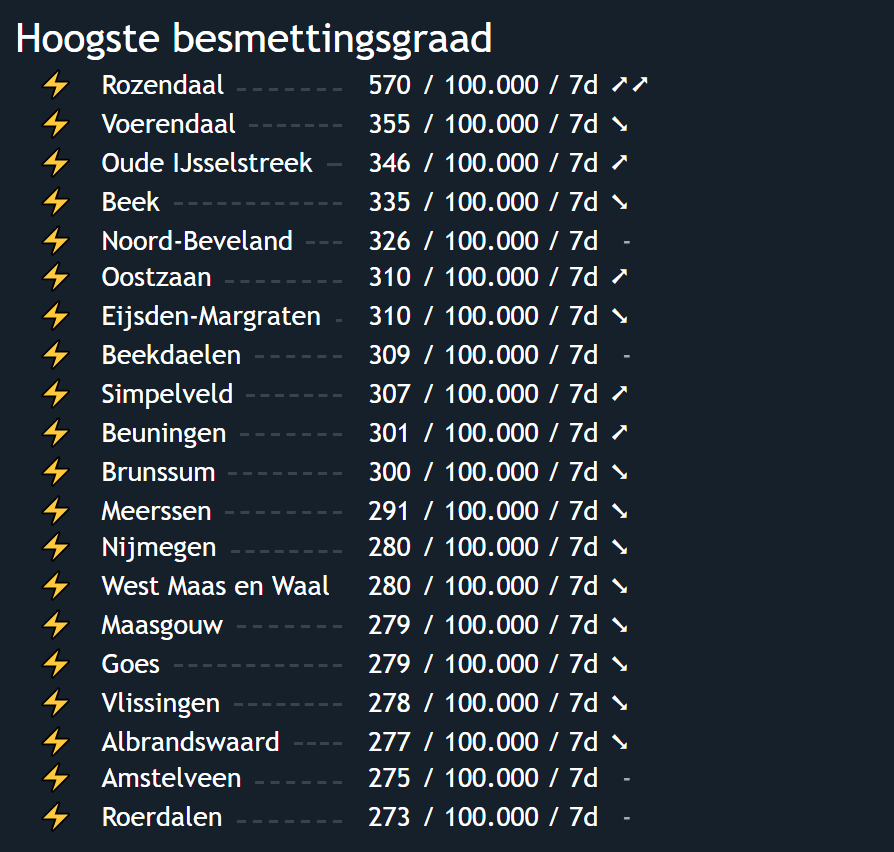 Hoogste besmettingsgraad
⚡ Rozendaal ------- 570 / 100.000 / 7d ➚➚
⚡ Voerendaal ------- 355 / 100.000 / 7d ➘
⚡ Oude IJsselstreek - 346 / 100.000 / 7d ➚
⚡ Beek ------------ 335 / 100.000 / 7d ➘
⚡ Noord-Beveland --- 326 / 100.000 / 7d -
⚡ Oostzaan -------- 310 / 100.000 / 7d ➚
⚡ Eijsden-Margraten - 310 / 100.000 / 7d ➘
⚡ Beekdaelen ------ 309 / 100.000 / 7d -
⚡ Simpelveld ------- 307 / 100.000 / 7d ➚
⚡ Beuningen ------- 301 / 100.000 / 7d ➚
⚡ Brunssum -------- 300 / 100.000 / 7d ➘
⚡ Meerssen -------- 291 / 100.000 / 7d ➘
⚡ Nijmegen -------- 280 / 100.000 / 7d ➘
⚡ West Maas en Waal 280 / 100.000 / 7d ➘
⚡ Maasgouw ------- 279 / 100.000 / 7d ➘
⚡ Goes ------------ 279 / 100.000 / 7d ➘
⚡ Vlissingen -------- 278 / 100.000 / 7d ➘
⚡ Albrandswaard ---- 277 / 100.000 / 7d ➘
⚡ Amstelveen ------ 275 / 100.000 / 7d -
⚡ Roerdalen ------- 273 / 100.000 / 7d -